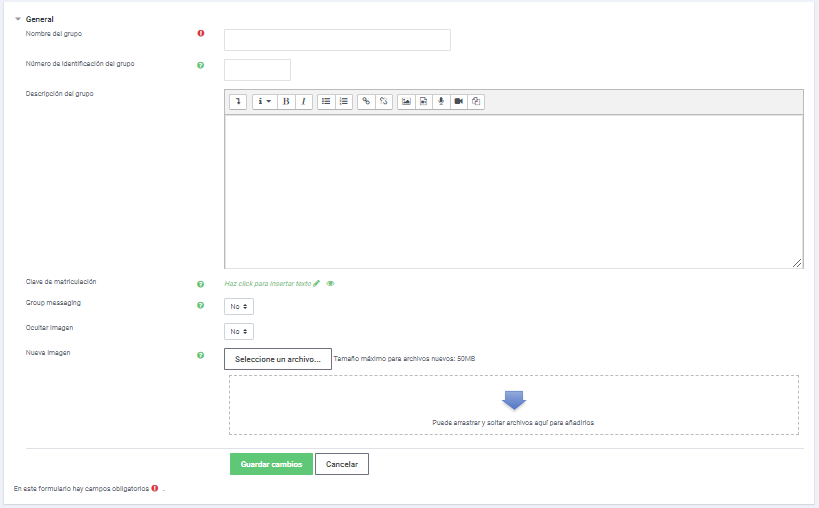 General
Nombre del grupo
Número de identificación del grupo
Descripción del grupo
Clave de matriculación
Haz click para insertar texto
Group messaging
No
Ocultar imagen
No
Nueva imagen
Seleccione un archivo... Tamaño máximo para archivos nuevos: 50MB
Puede arrastrar y soltar archivos aquí para añadirlos
Guardar cambios Cancelar
En este formulario hay campos obligatorios .